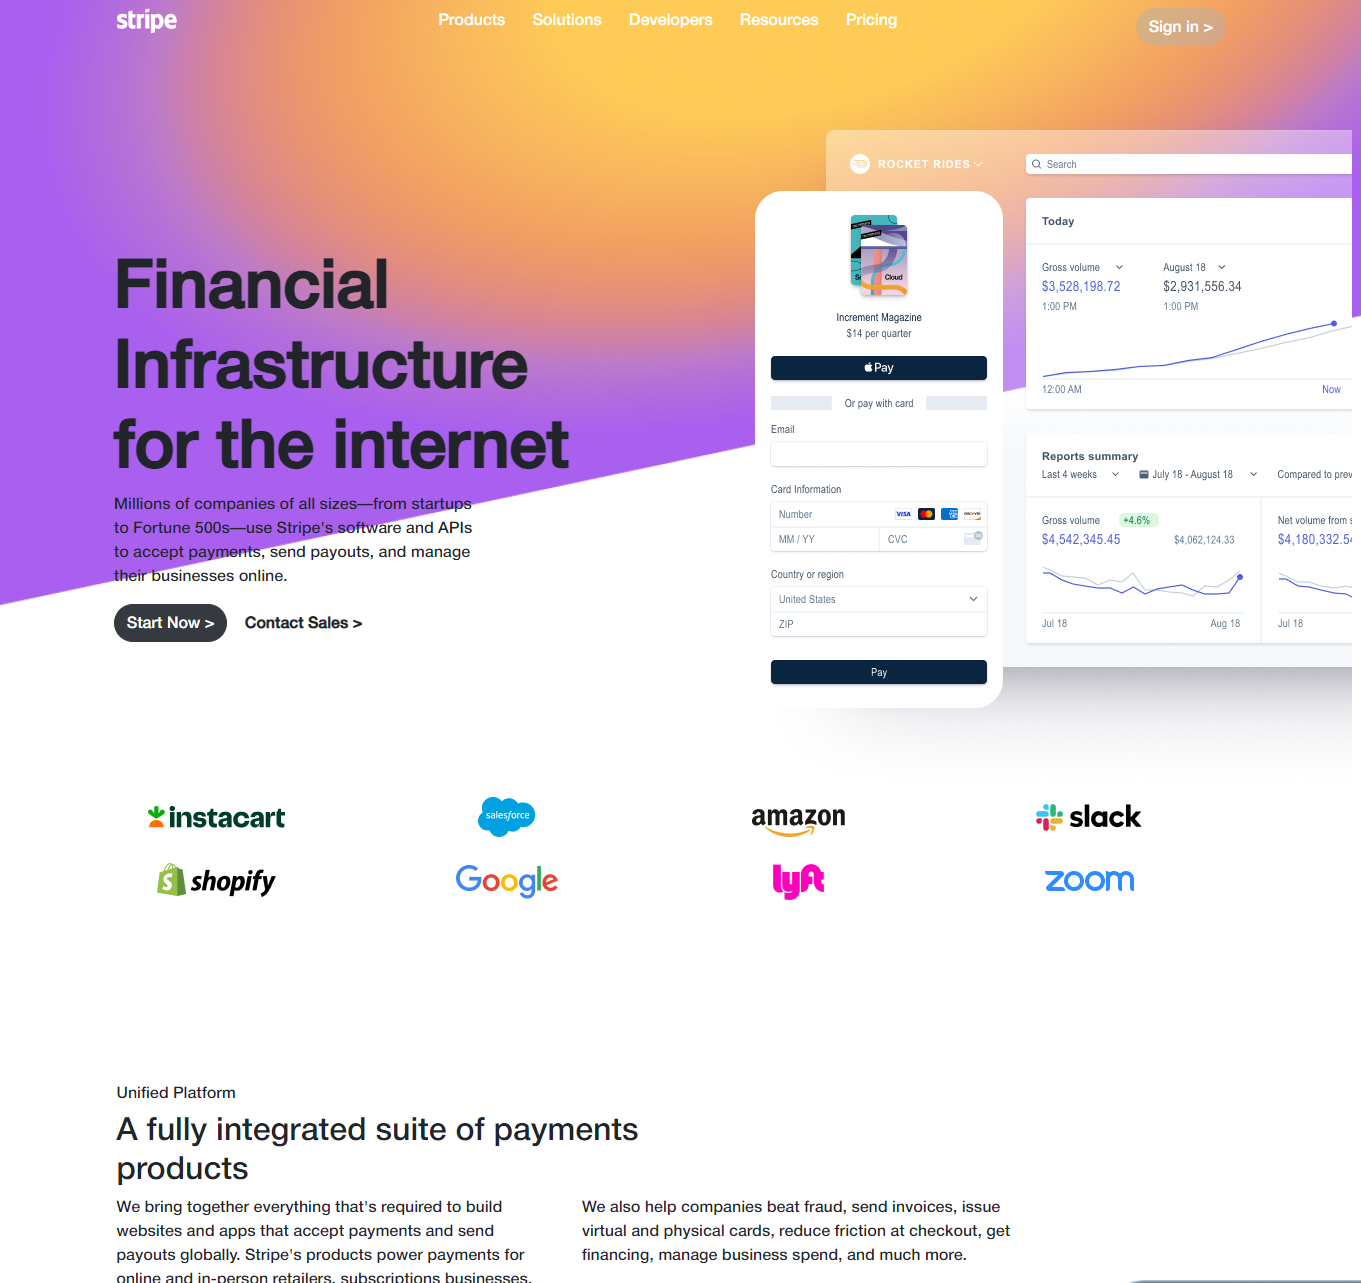 stripe
Products Solutions Developers Resources Pricing
Sign in >
ROCKET RIDES
Search
Today
Gross volume August 18
$3,528,198.72 $2,931,556.34
1:00 PM 1:00 PM
12:00 AM Now
Financial
Infrastructure
for the internet
Millions of companies of all sizes—from startups
to Fortune 500s—use Stripe's software and APIs
to accept payments, send payouts, and manage
their businesses online.
Start Now > Contact Sales >
Cloud
Increment Magazine
$14 per quarter
Pay
Or pay with card
Email
Card Information
Number VISA
MM / YY CVC
Country or region
United States
ZIP
Pay
Reports summary
Last 4 weeks July 18 - August 18 Compared to prev
Gross volume +4.6% Net volume from s
$4,542,345.45 $4,062,124.33 $4,180,332.54
Jul 18 Aug 18 Jul 18
instacart salesforce amazon slack
shopify Google lyft zoom
Unified Platform
A fully integrated suite of payments
products
We bring together everything that's required to build
websites and apps that accept payments and send
payouts globally. Stripe's products power payments for
online and in-person retailers, subscriptions businesses,
We also help companies beat fraud, send invoices, issue
virtual and physical cards, reduce friction at checkout, get
financing, manage business spend, and much more.